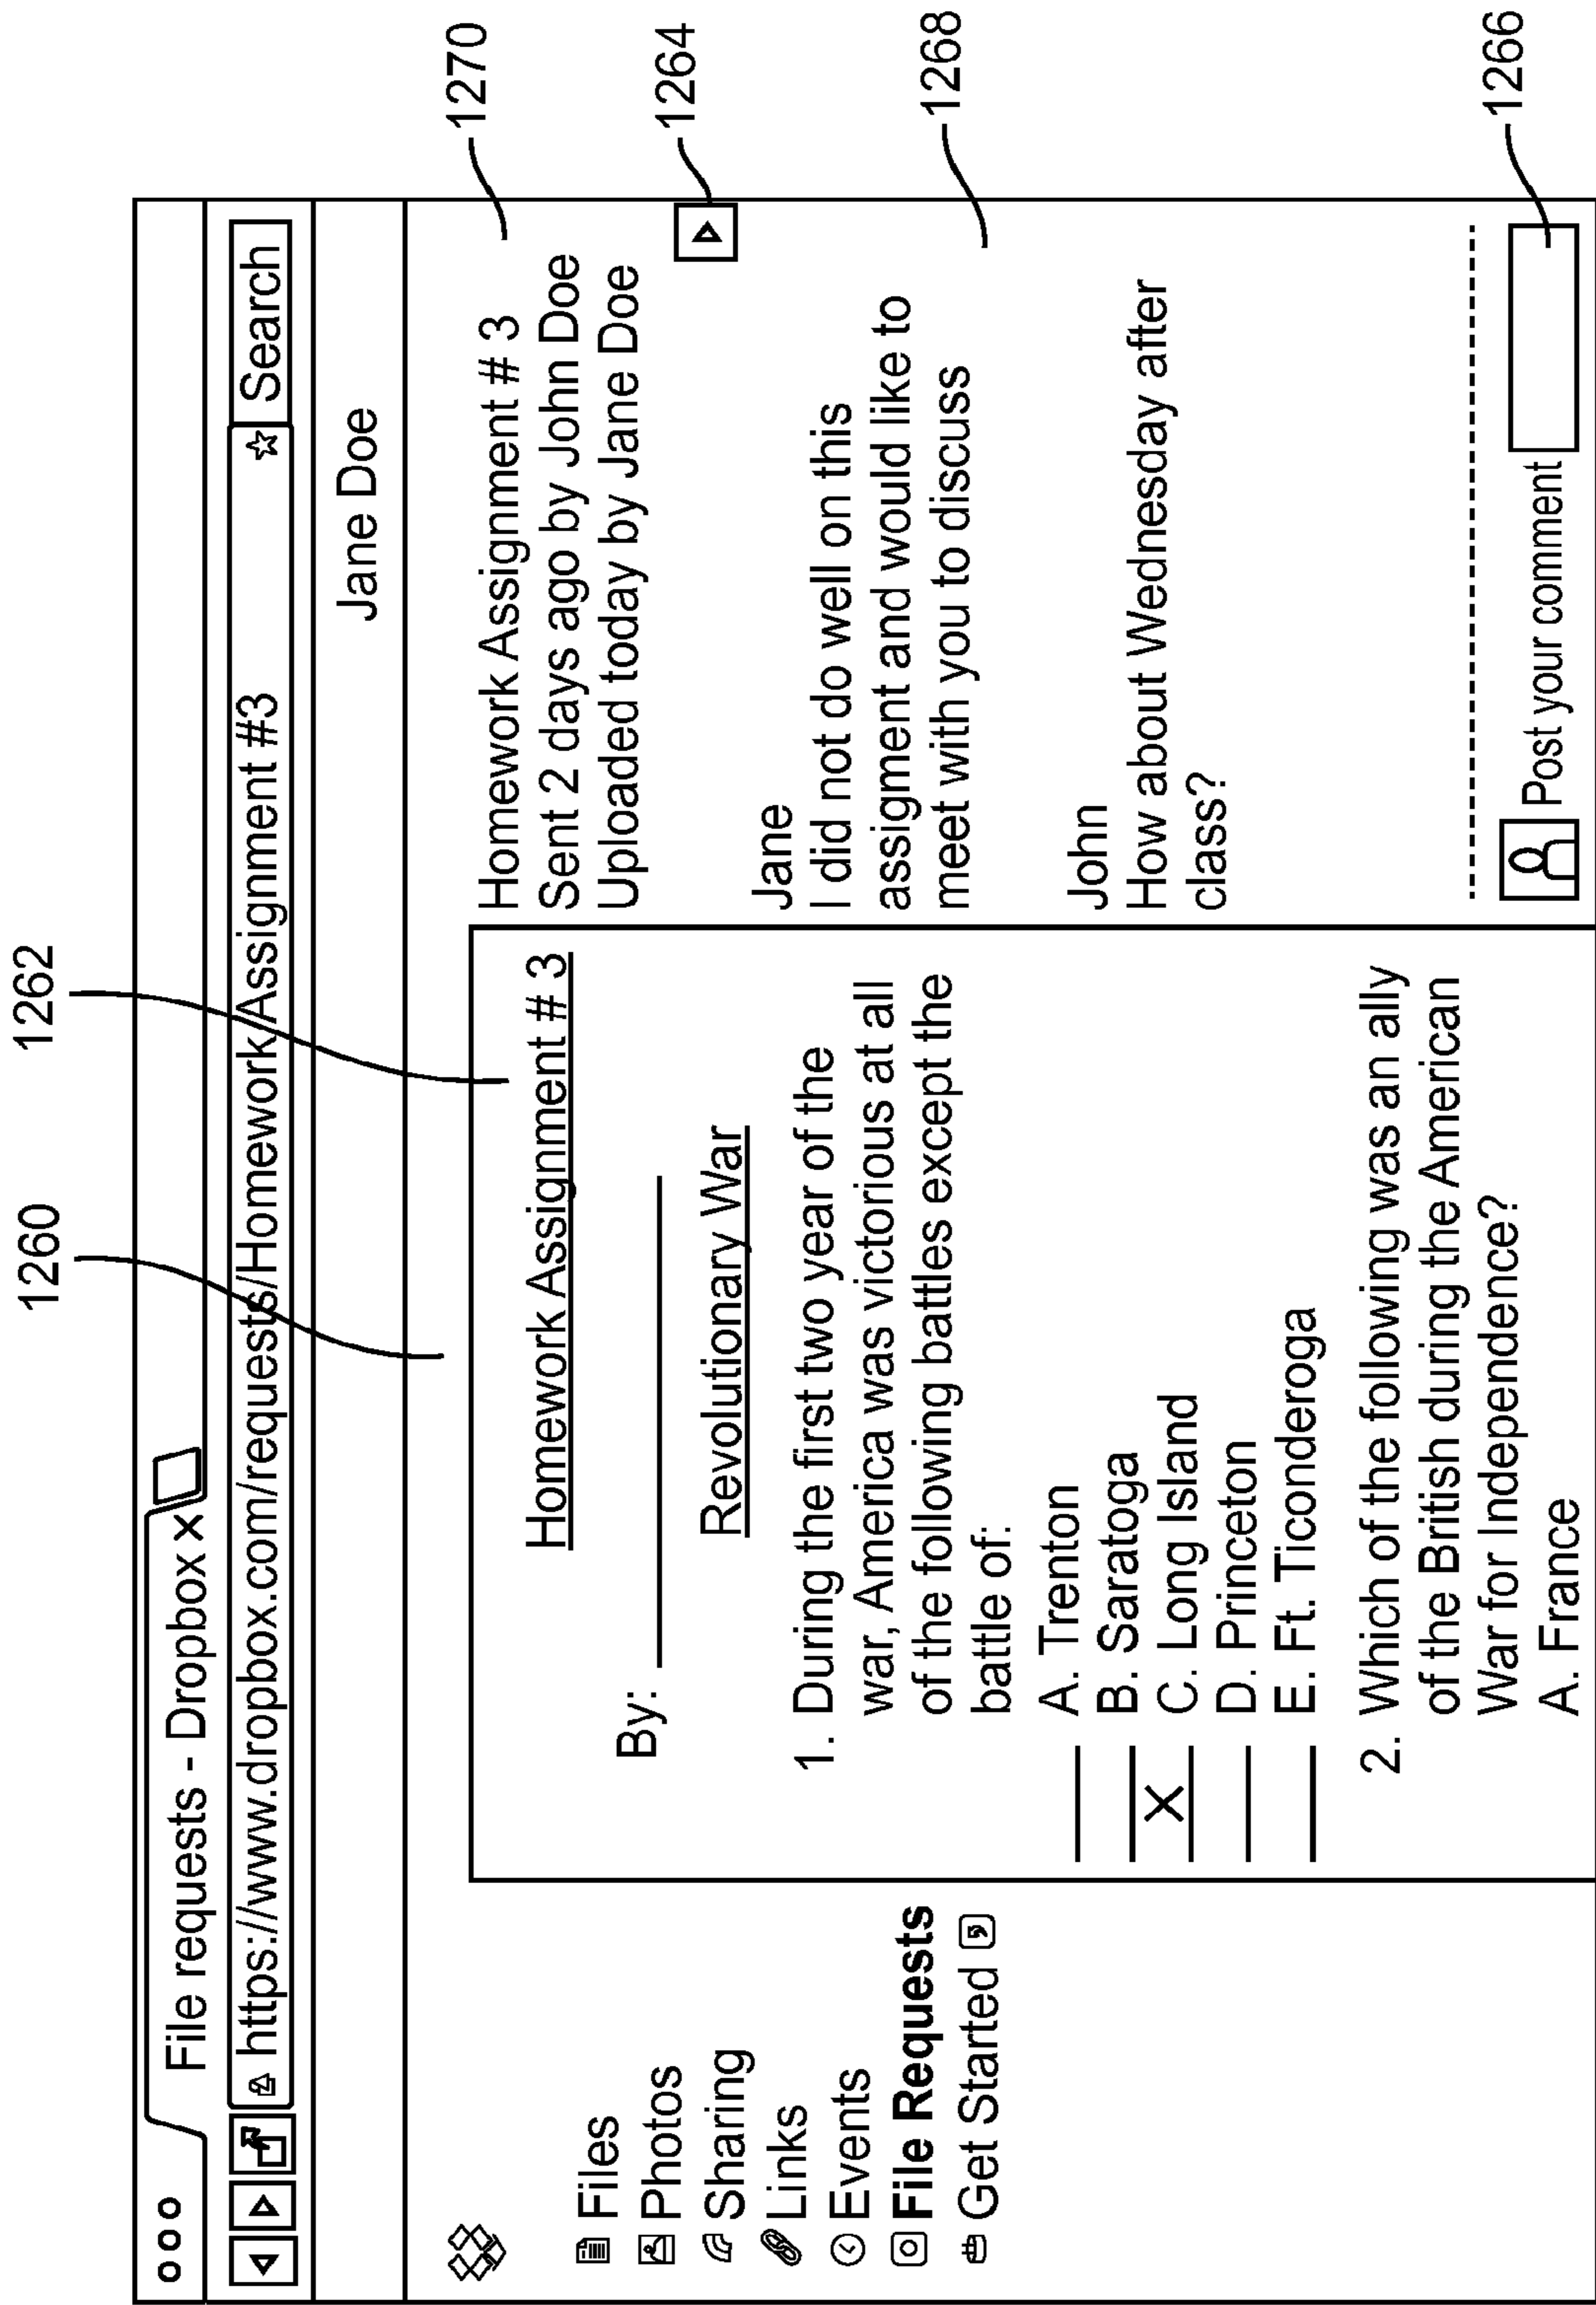 1260
1262
File requests - Dropbox X
https://www.dropbox.com/requests/Homework Assignment #3
Search
Jane Doe
Files
Photos
Sharing
Links
Events
File Requests
Get Started
Homework Assignment # 3
By:
Revolutionary War
1. During the first two year of the
war, America was victorious at all
of the following battles except the
battle of:
A. Trenton
B. Saratoga
X C. Long Island
D. Princeton
E. Ft. Ticonderoga
2. Which of the following was an ally
of the British during the American
War for Independence?
A. France
Homework Assignment # 3
Sent 2 days ago by John Doe
Uploaded today by Jane Doe
Jane
I did not do well on this
assigment and would like to
meet with you to discuss
John
How about Wednesday after
class?
Post your comment
1270
1264
1268
1266